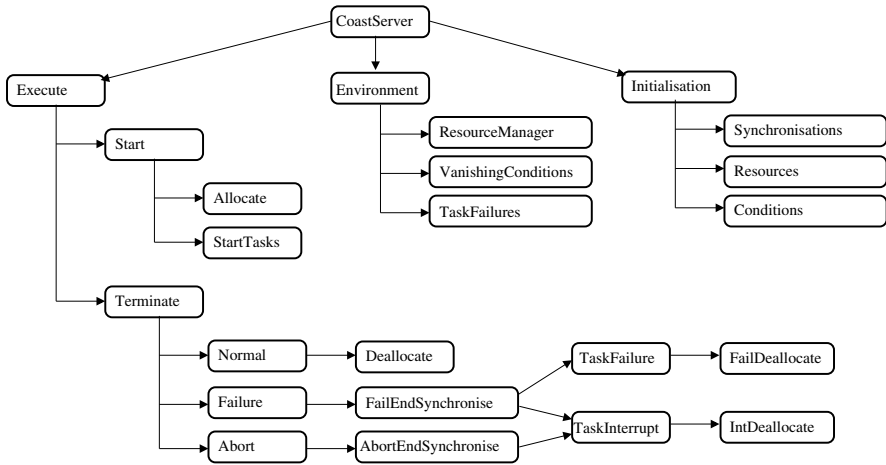 CoastServer
Execute
Environment
Initialisation
Start
ResourceManager
Synchronisations
VanishingConditions
Resources
Allocate
TaskFailures
Conditions
StartTasks
Terminate
Normal
Deallocate
TaskFailure
FailDeallocate
Failure
FailEndSynchronise
TaskInterrupt
IntDeallocate
Abort
AbortEndSynchronise